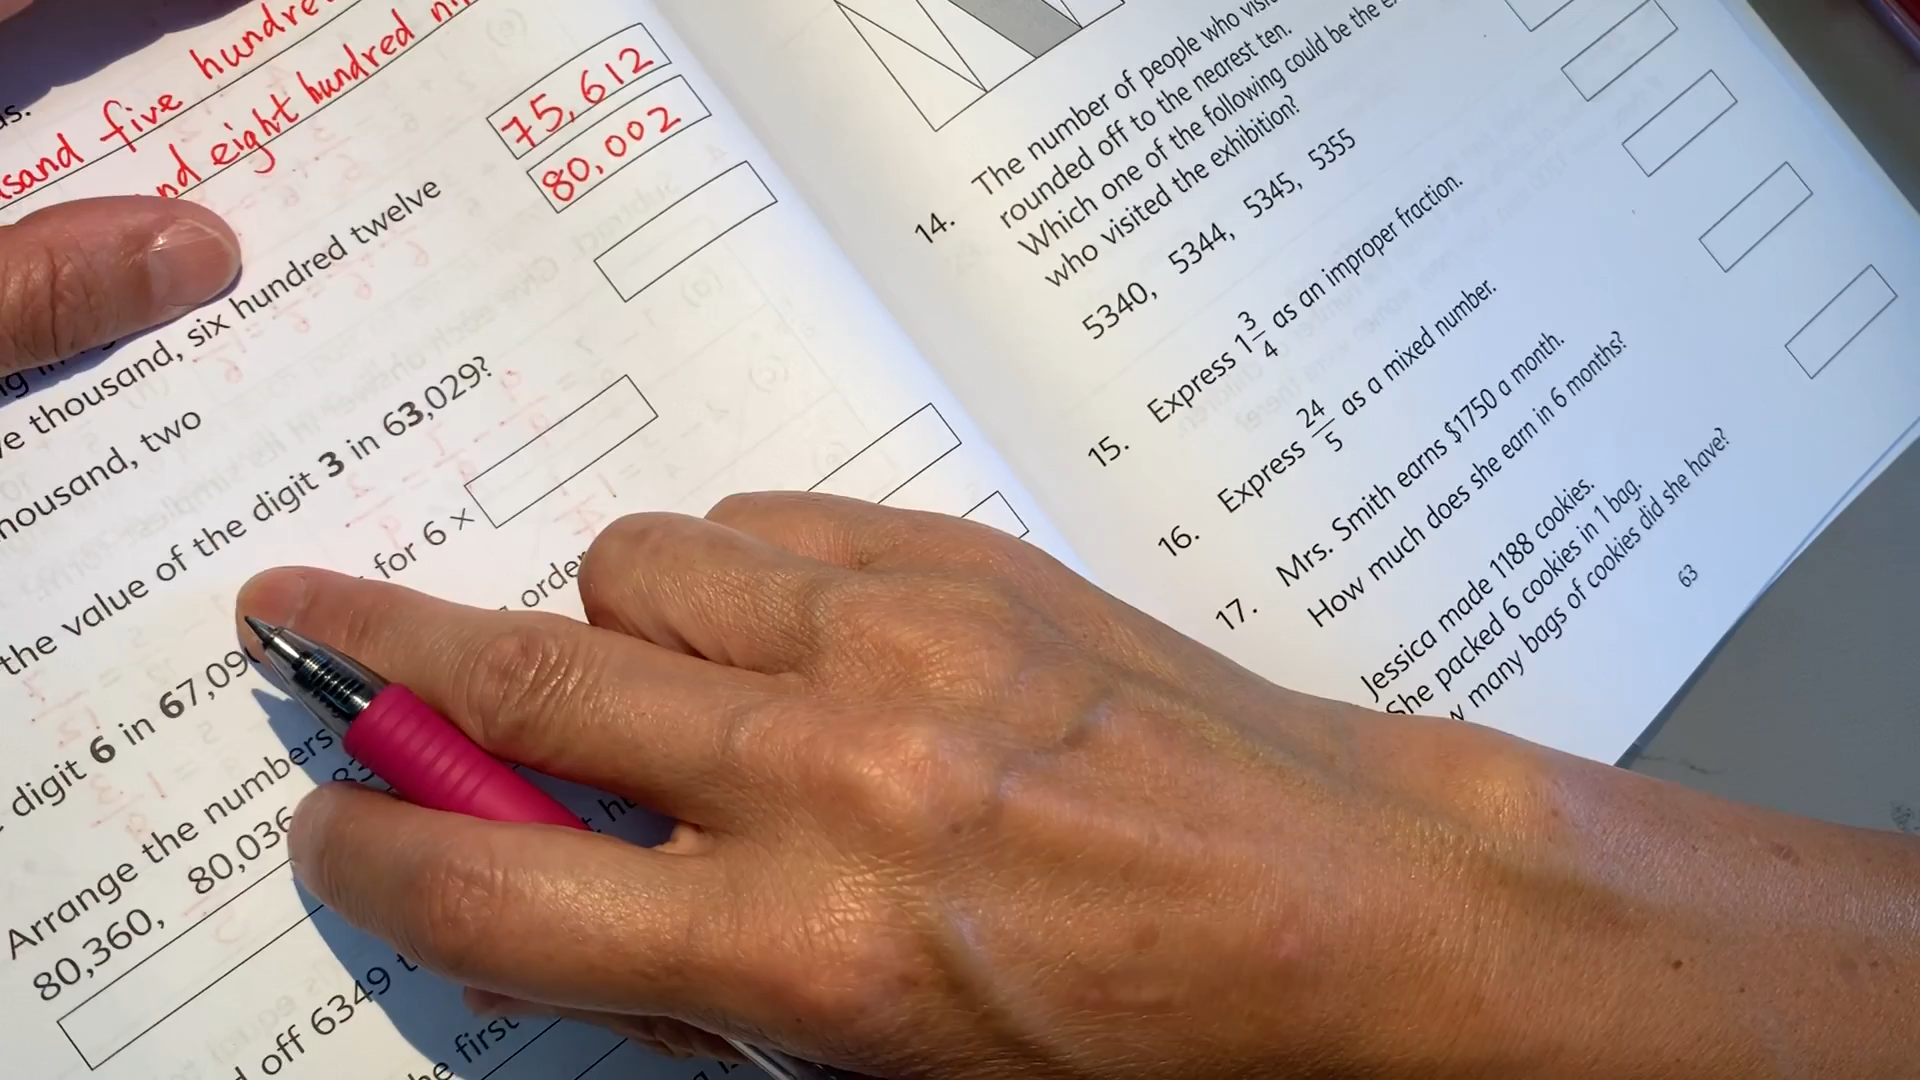 hundred
sand five
nd eight hundred
75,612
80,002
thousand, six hundred twelve
thousand, two
the value of the digit 3 in 63,029?
digit 6 in 67,09
for 6 ×
Arrange the numbers
order
80,360, 80,036
off 6349
he first
14. The number of people who
rounded off to the nearest ten.
Which one of the following could be the
who visited the exhibition?
5340, 5344, 5345, 5355
15. Express 1 3/4 as an improper fraction.
16. Express 24/5 as a mixed number.
17. Mrs. Smith earns $1750 a month.
How much does she earn in 6 months?
Jessica made 1188 cookies.
She packed 6 cookies in 1 bag.
many bags of cookies did she have?
63